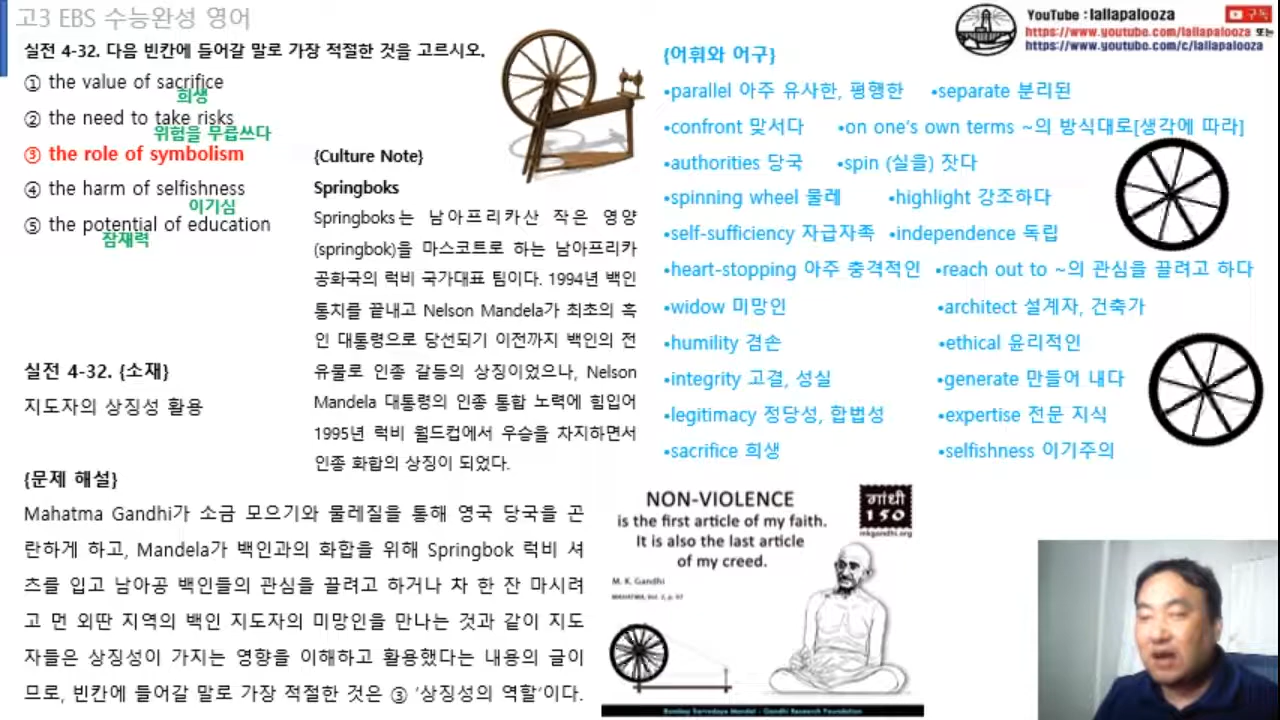 고3 EBS 수능완성 영어
실전 4-32. 다음 빈칸에 들어갈 말로 가장 적절한 것을 고르시오.
① the value of sacrifice
희생
② the need to take risks
위험을 무릅쓰다
③ the role of symbolism
④ the harm of selfishness
이기심
⑤ the potential of education
잠재력
실전 4-32. {소재}
지도자의 상징성 활용
{Culture Note}
Springboks
Springboks는 남아프리카산 작은 영양
(springbok)을 마스코트로 하는 남아프리카
공화국의 럭비 국가대표 팀이다. 1994년 백인
통치를 끝내고 Nelson Mandela가 최초의 흑
인 대통령으로 당선되기 이전까지 백인의 전
유물로 인종 갈등의 상징이었으나, Nelson
Mandela 대통령의 인종 통합 노력에 힘입어
1995년 럭비 월드컵에서 우승을 차지하면서
인종 화합의 상징이 되었다.
{문제 해설}
Mahatma Gandhi가 소금 모으기와 물레질을 통해 영국 당국을 곤
란하게 하고, Mandela가 백인과의 화합을 위해 Springbok 럭비 셔
츠를 입고 남아공 백인들의 관심을 끌려고 하거나 차 한 잔 마시려
고 먼 외딴 지역의 백인 지도자의 미망인을 만나는 것과 같이 지도
자들은 상징성이 가지는 영향을 이해하고 활용했다는 내용의 글이
므로, 빈칸에 들어갈 말로 가장 적절한 것은 ③ ‘상징성의 역할’이다.
YouTube : lallapalooza
구독
https://www.youtube.com/lallapalooza 또는
https://www.youtube.com/c/lallapalooza
{어휘와 어구}
•parallel 아주 유사한, 평행한 •separate 분리된
•confront 맞서다 •on one's own terms ~의 방식대로[생각에 따라]
•authorities 당국 •spin (실을) 잣다
•spinning wheel 물레 •highlight 강조하다
•self-sufficiency 자급자족 •independence 독립
•heart-stopping 아주 충격적인 •reach out to ~의 관심을 끌려고 하다
•widow 미망인 •architect 설계자, 건축가
•humility 겸손 •ethical 윤리적인
•integrity 고결, 성실 •generate 만들어 내다
•legitimacy 정당성, 합법성 •expertise 전문 지식
•sacrifice 희생 •selfishness 이기주의
NON-VIOLENCE
is the first article of my faith.
It is also the last article
of my creed.
M. K. Gandhi
MAHATMA, Vol. 2, p. 97
गांधी
150
mkgandhi.org
Bombay Sarvodaya Mandal - Gandhi Research Foundation